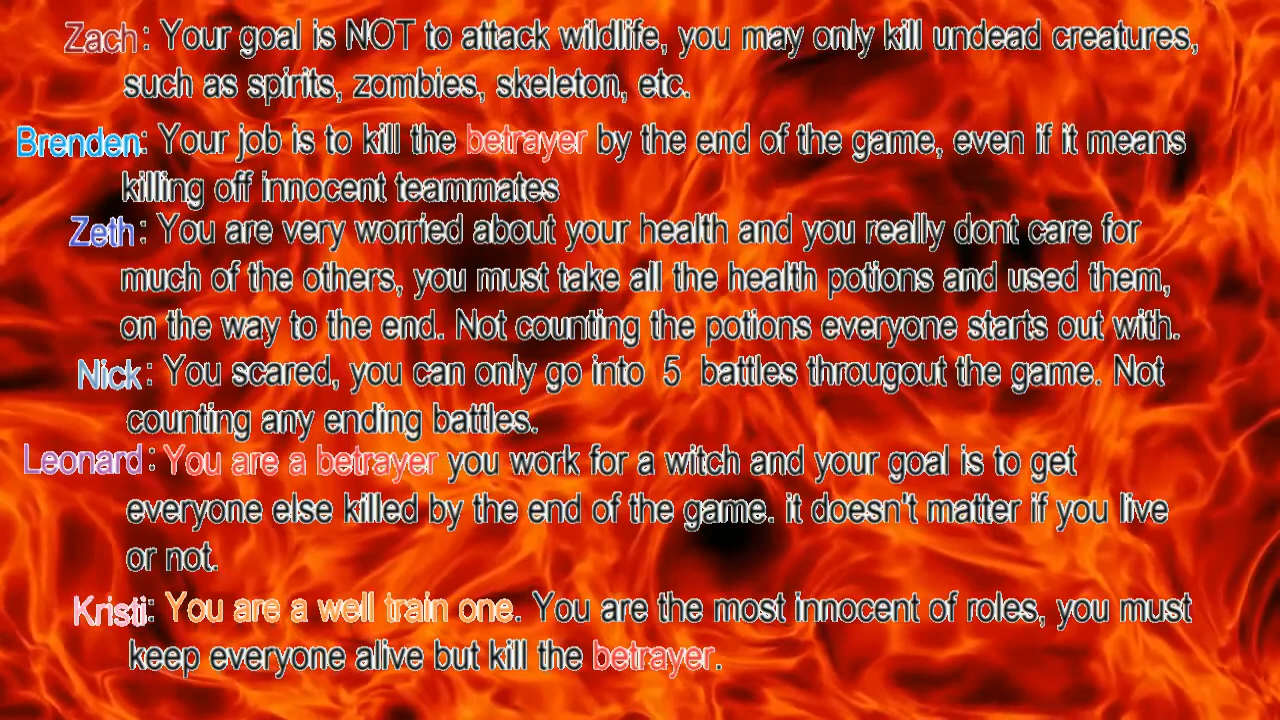 Zach: Your goal is NOT to attack wildlife, you may only kill undead creatures,
such as spirits, zombies, skeleton, etc.
Brenden: Your job is to kill the betrayer by the end of the game, even if it means
killing off innocent teammates
Zeth: You are very worried about your health and you really dont care for
much of the others, you must take all the health potions and used them,
on the way to the end. Not counting the potions everyone starts out with.
Nick: You scared, you can only go into 5 battles througout the game. Not
counting any ending battles.
Leonard: You are a betrayer you work for a witch and your goal is to get
everyone else killed by the end of the game. it doesn't matter if you live
or not.
Kristi: You are a well train one. You are the most innocent of roles, you must
keep everyone alive but kill the betrayer.